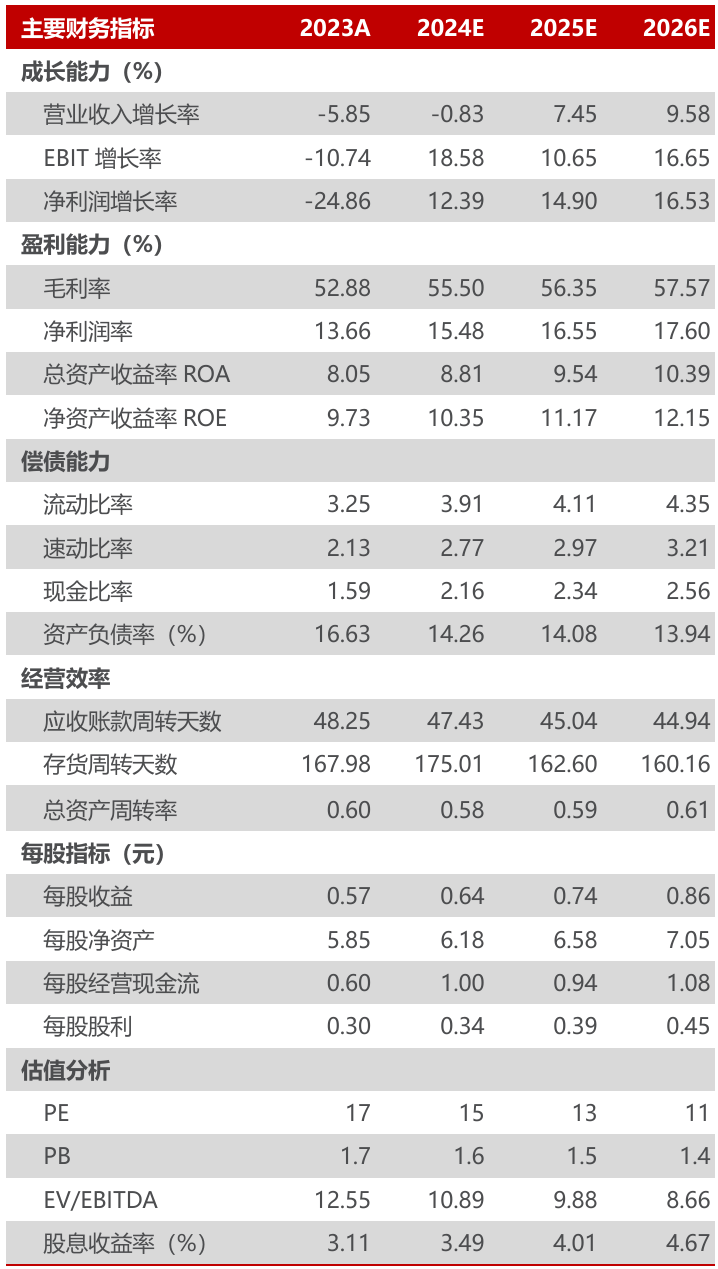 主要财务指标 2023A 2024E 2025E 2026E
成长能力（%）
营业收入增长率 -5.85 -0.83 7.45 9.58
EBIT 增长率 -10.74 18.58 10.65 16.65
净利润增长率 -24.86 12.39 14.90 16.53
盈利能力（%）
毛利率 52.88 55.50 56.35 57.57
净利润率 13.66 15.48 16.55 17.60
总资产收益率 ROA 8.05 8.81 9.54 10.39
净资产收益率 ROE 9.73 10.35 11.17 12.15
偿债能力
流动比率 3.25 3.91 4.11 4.35
速动比率 2.13 2.77 2.97 3.21
现金比率 1.59 2.16 2.34 2.56
资产负债率（%） 16.63 14.26 14.08 13.94
经营效率
应收账款周转天数 48.25 47.43 45.04 44.94
存货周转天数 167.98 175.01 162.60 160.16
总资产周转率 0.60 0.58 0.59 0.61
每股指标（元）
每股收益 0.57 0.64 0.74 0.86
每股净资产 5.85 6.18 6.58 7.05
每股经营现金流 0.60 1.00 0.94 1.08
每股股利 0.30 0.34 0.39 0.45
估值分析
PE 17 15 13 11
PB 1.7 1.6 1.5 1.4
EV/EBITDA 12.55 10.89 9.88 8.66
股息收益率（%） 3.11 3.49 4.01 4.67